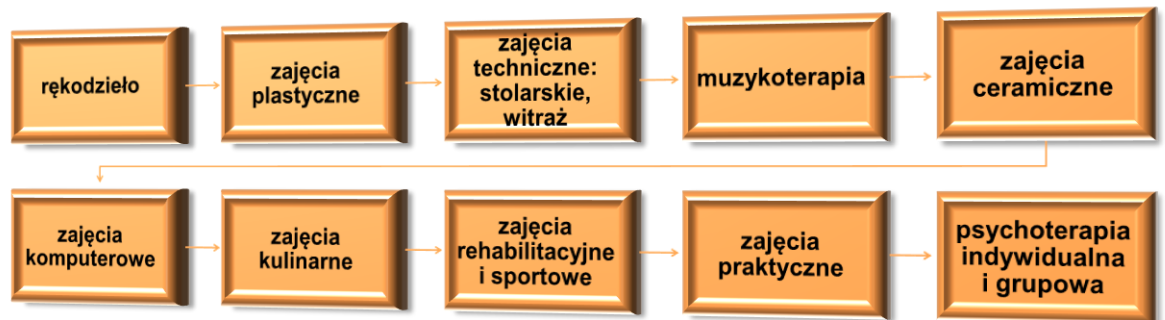 rękodzieło
zajęcia
plastyczne
zajęcia
techniczne:
stolarskie,
witraż
muzykoterapia
zajęcia
ceramiczne
zajęcia
komputerowe
zajęcia
kulinarne
zajęcia
rehabilitacyjne
i sportowe
zajęcia
praktyczne
psychoterapia
indywidualna
i grupowa